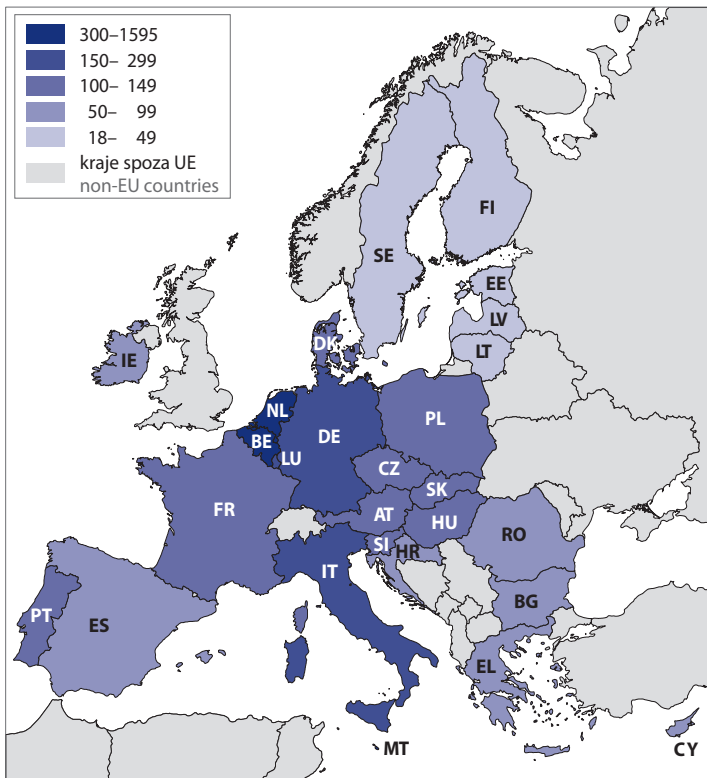 300–1595
150– 299
100– 149
50– 99
18– 49
kraje spoza UE
non-EU countries
FI
SE
EE
LV
LT
DK
IE
NL
BE
DE
PL
LU
CZ
SK
FR
AT
HU
SI
HR
RO
IT
BG
PT
ES
EL
MT
CY